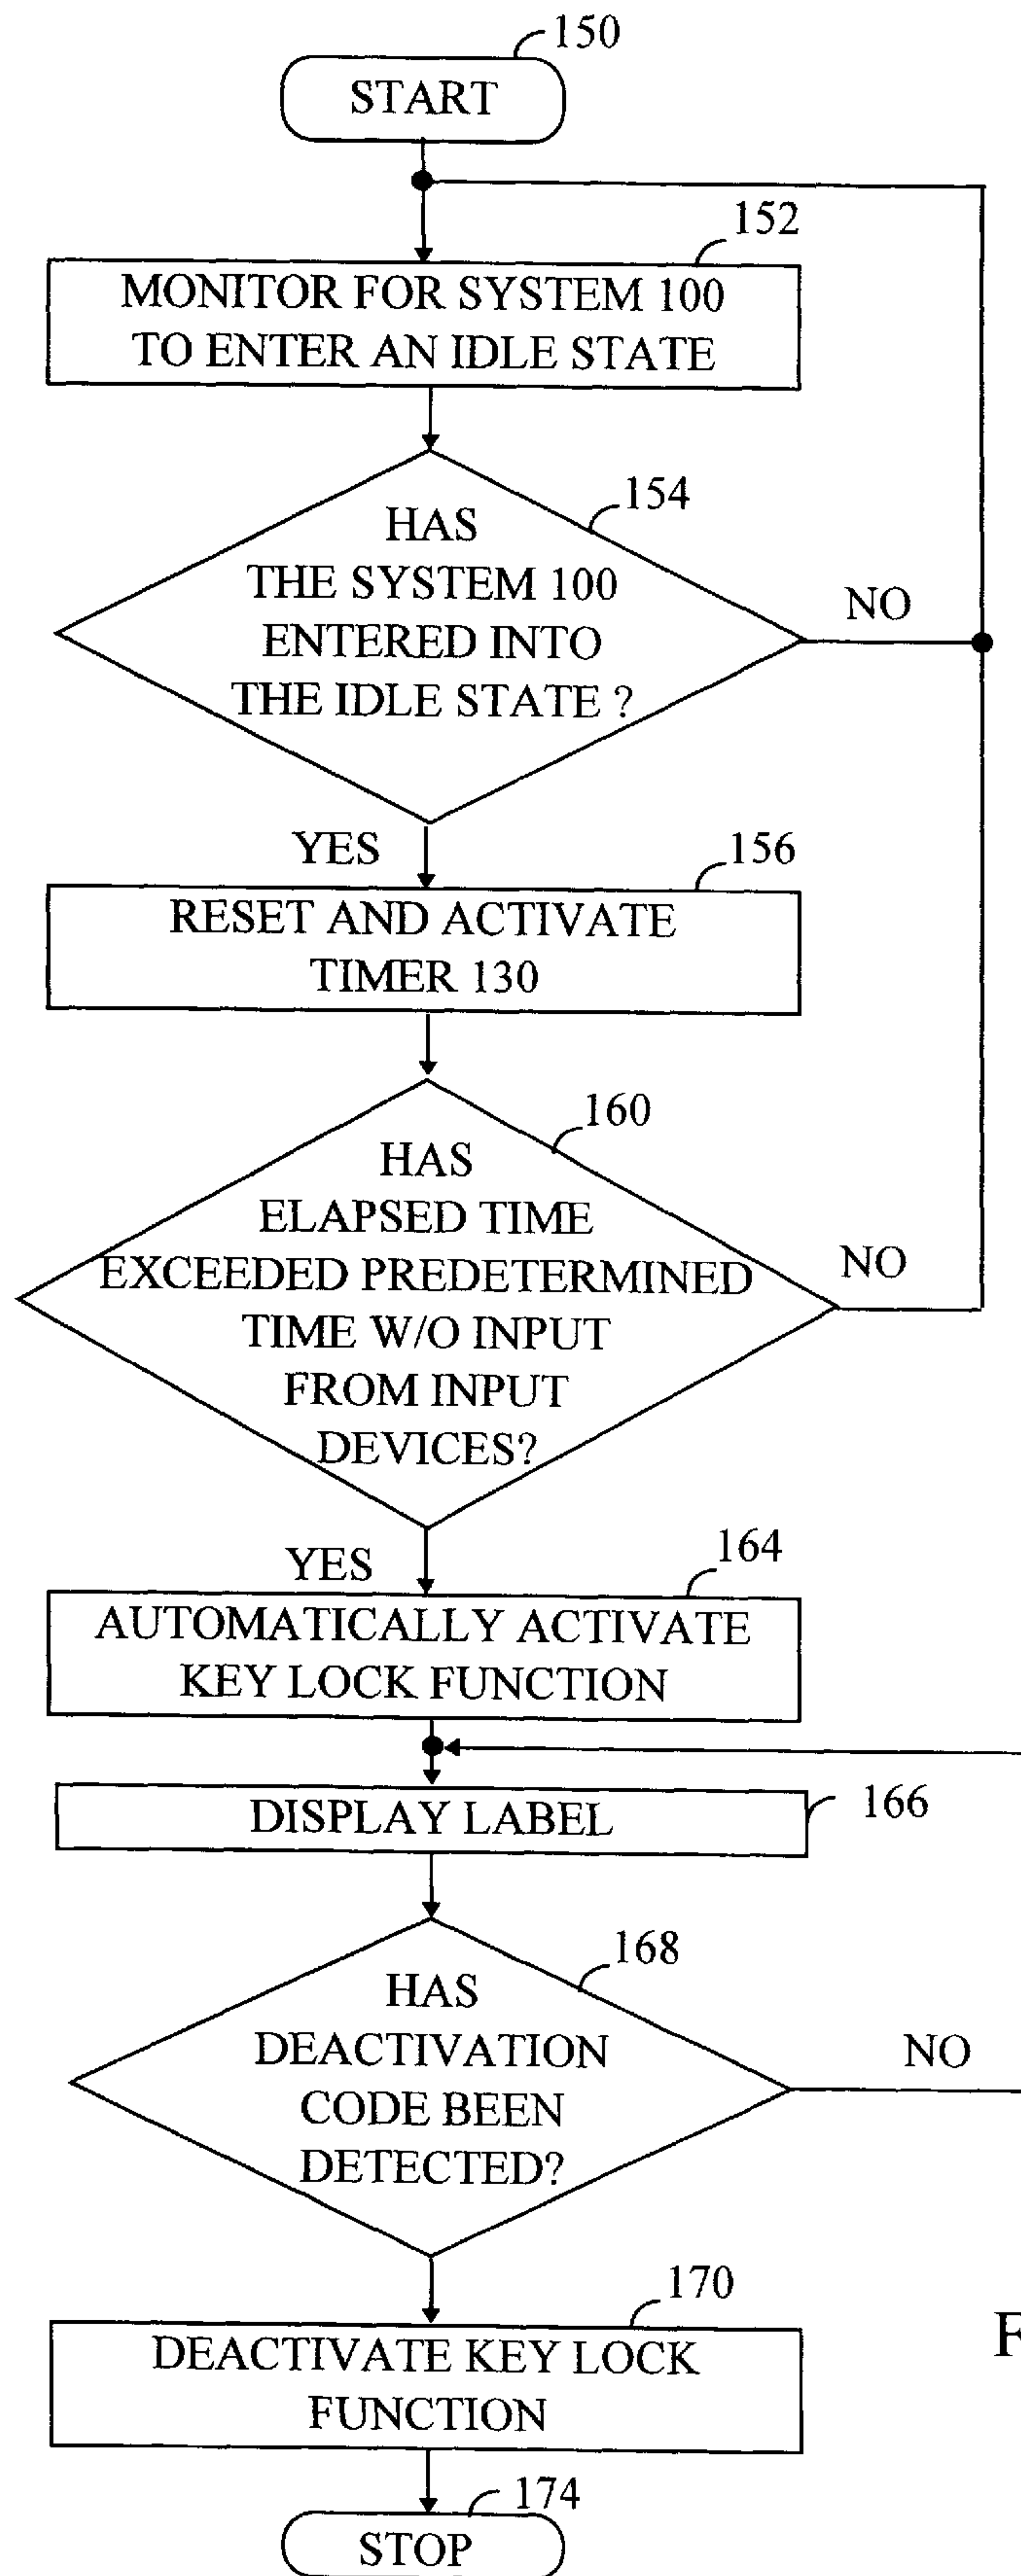 150
START
152
MONITOR FOR SYSTEM 100
TO ENTER AN IDLE STATE
154
HAS
THE SYSTEM 100
ENTERED INTO
THE IDLE STATE ?
NO
YES
156
RESET AND ACTIVATE
TIMER 130
160
HAS
ELAPSED TIME
EXCEEDED PREDETERMINED
TIME W/O INPUT
FROM INPUT
DEVICES?
NO
YES
164
AUTOMATICALLY ACTIVATE
KEY LOCK FUNCTION
DISPLAY LABEL
166
168
HAS
DEACTIVATION
CODE BEEN
DETECTED?
NO
170
DEACTIVATE KEY LOCK
FUNCTION
F
174
STOP